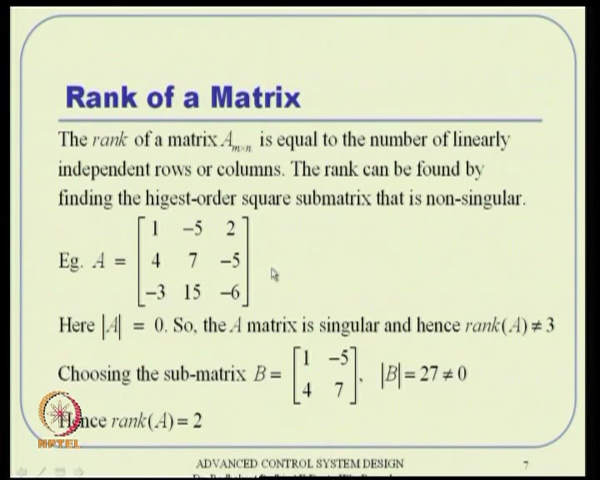 Rank of a Matrix
The rank of a matrix A_{m×n} is equal to the number of linearly
independent rows or columns. The rank can be found by
finding the higest-order square submatrix that is non-singular.
1 −5 2
Eg. A = 4 7 −5
−3 15 −6
Here |A| = 0. So, the A matrix is singular and hence rank(A) ≠ 3
1 −5
Choosing the sub-matrix B = , |B| = 27 ≠ 0
4 7
Hence rank(A) = 2
NPTEL
ADVANCED CONTROL SYSTEM DESIGN 7